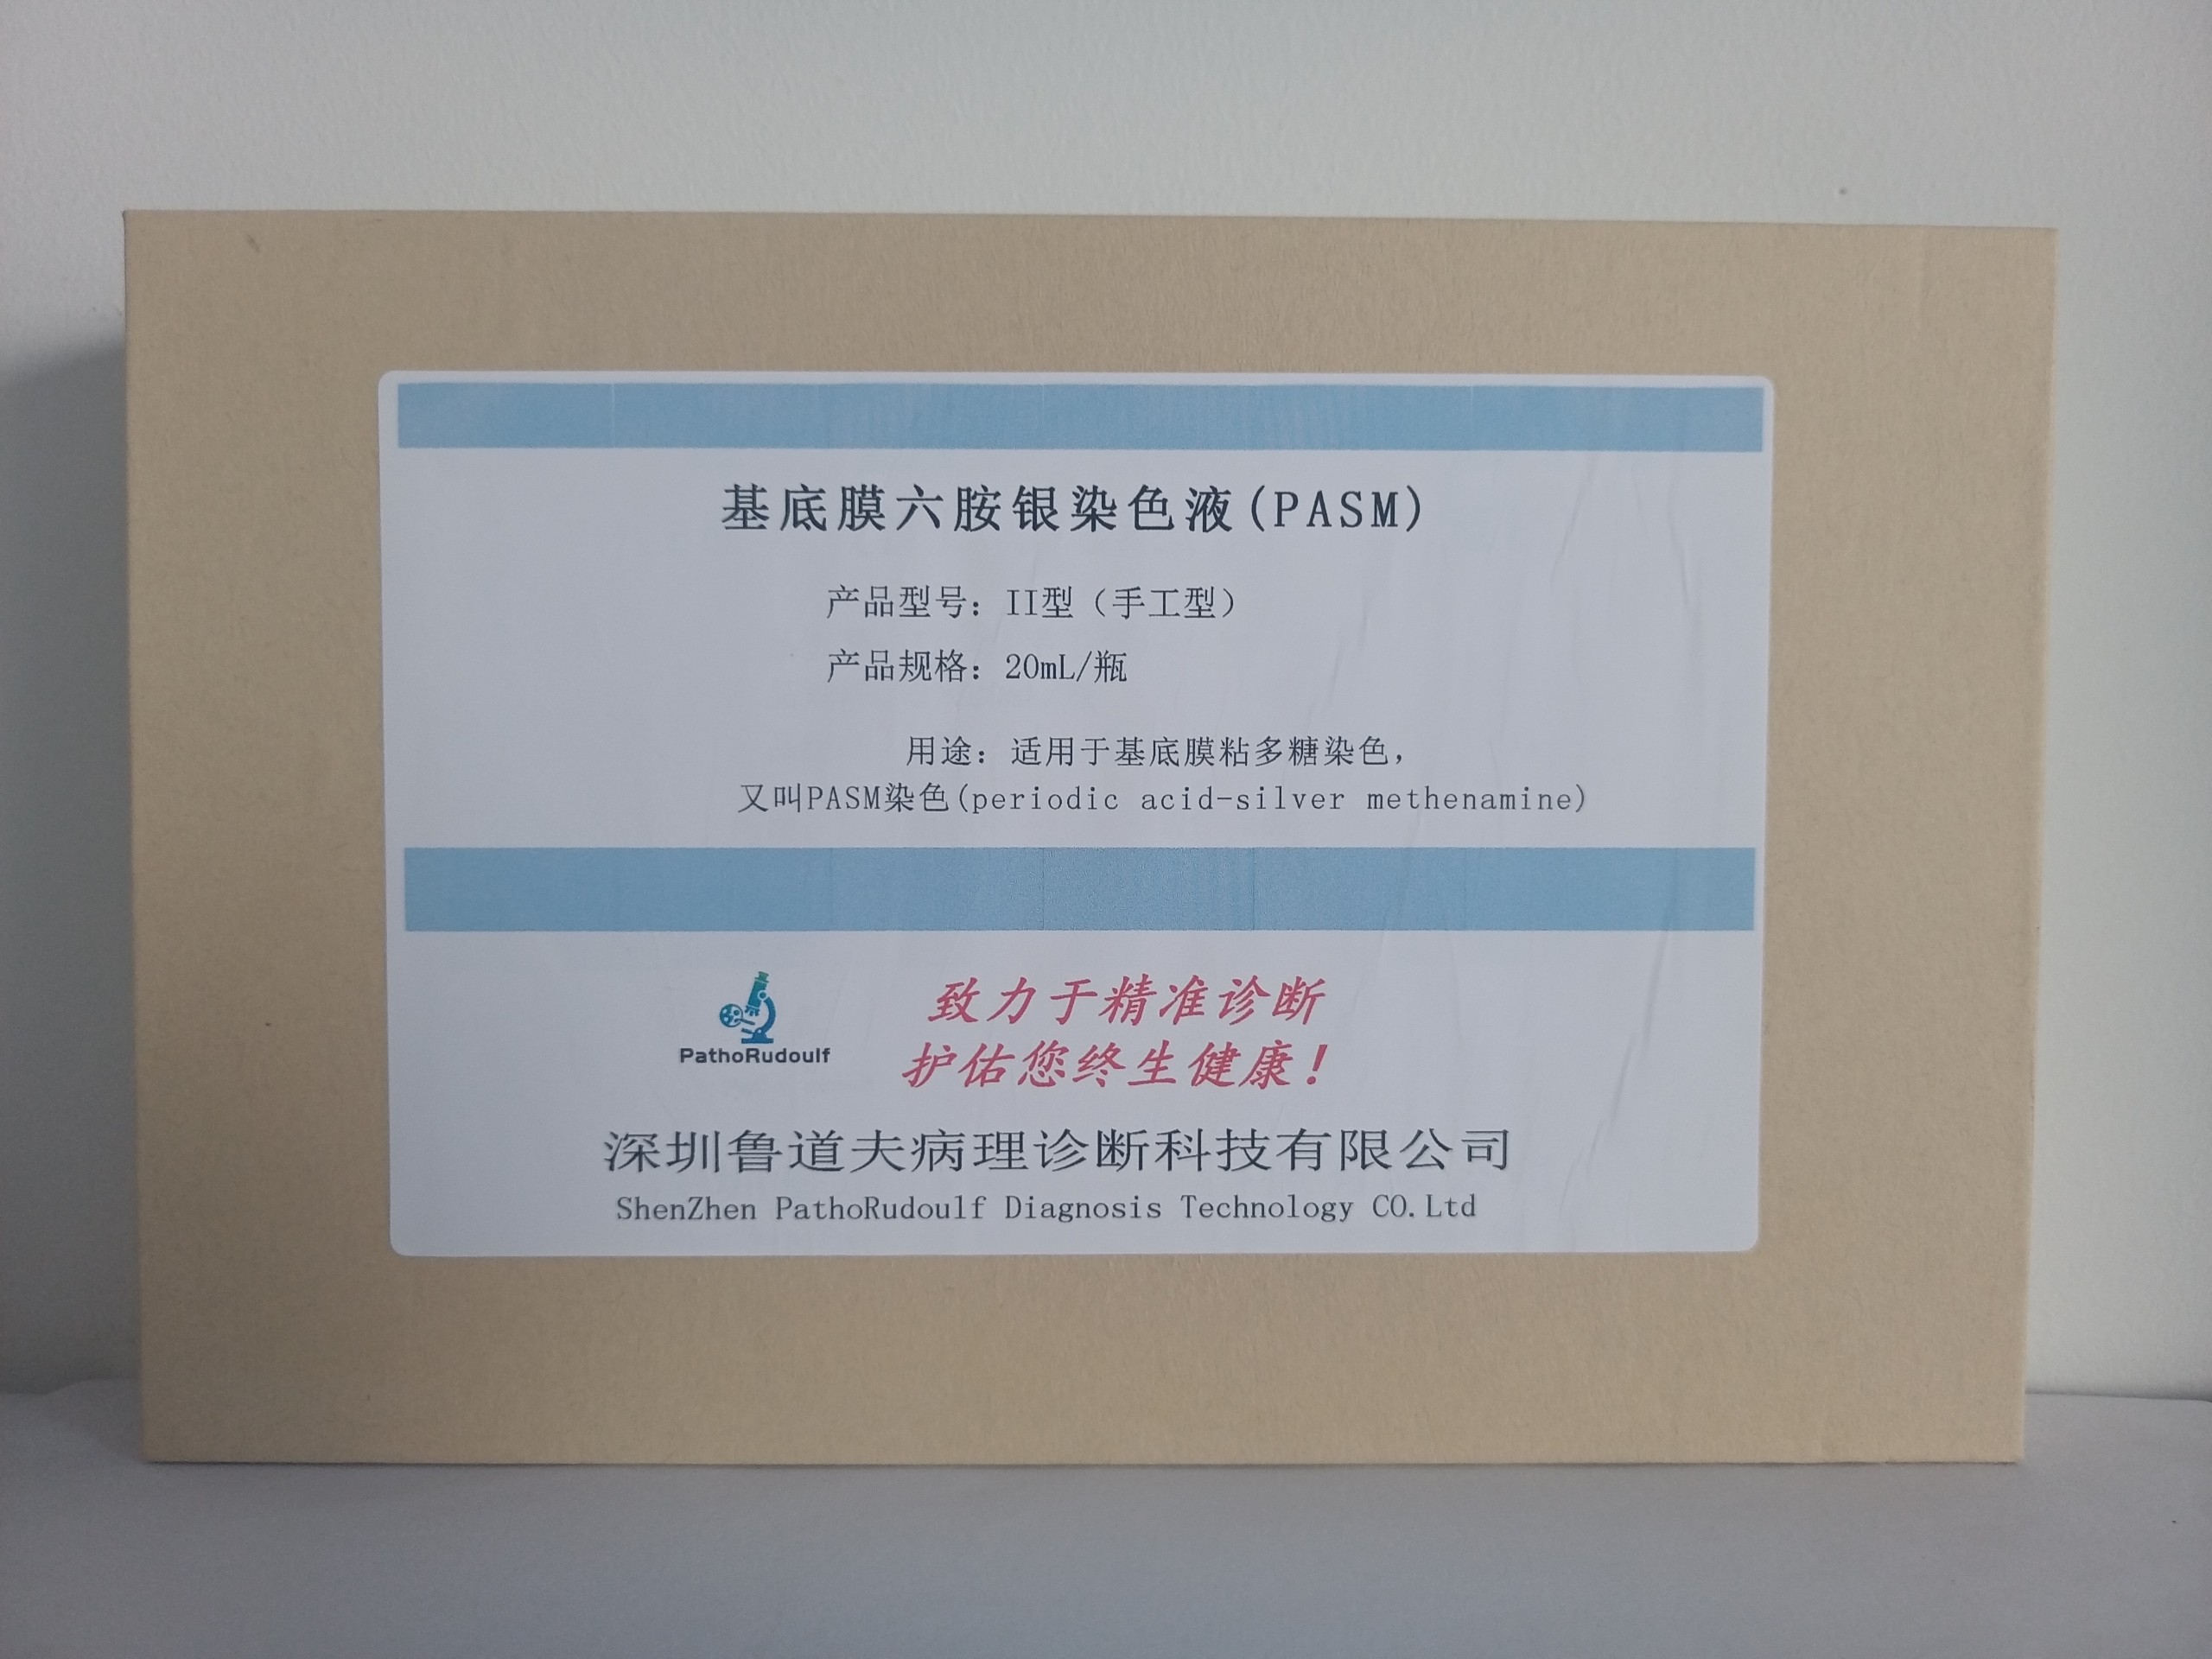 基底膜六胺银染色液(PASM)
产品型号：II型（手工型）
产品规格：20mL/瓶
用途：适用于基底膜粘多糖染色，
又叫PASM染色(periodic acid-silver methenamine)
PathoRudoulf
致力于精准诊断
护佑您终生健康！
深圳鲁道夫病理诊断科技有限公司
ShenZhen PathoRudoulf Diagnosis Technology CO.Ltd